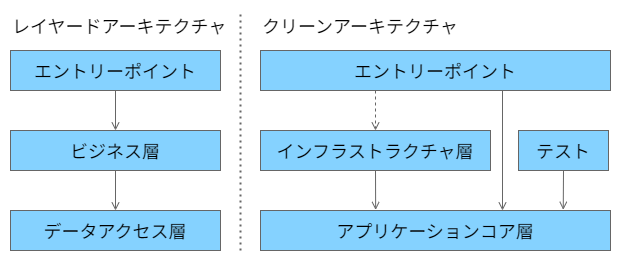 レイヤードアーキテクチャ
エントリーポイント
ビジネス層
データアクセス層
クリーンアーキテクチャ
エントリーポイント
インフラストラクチャ層
テスト
アプリケーションコア層